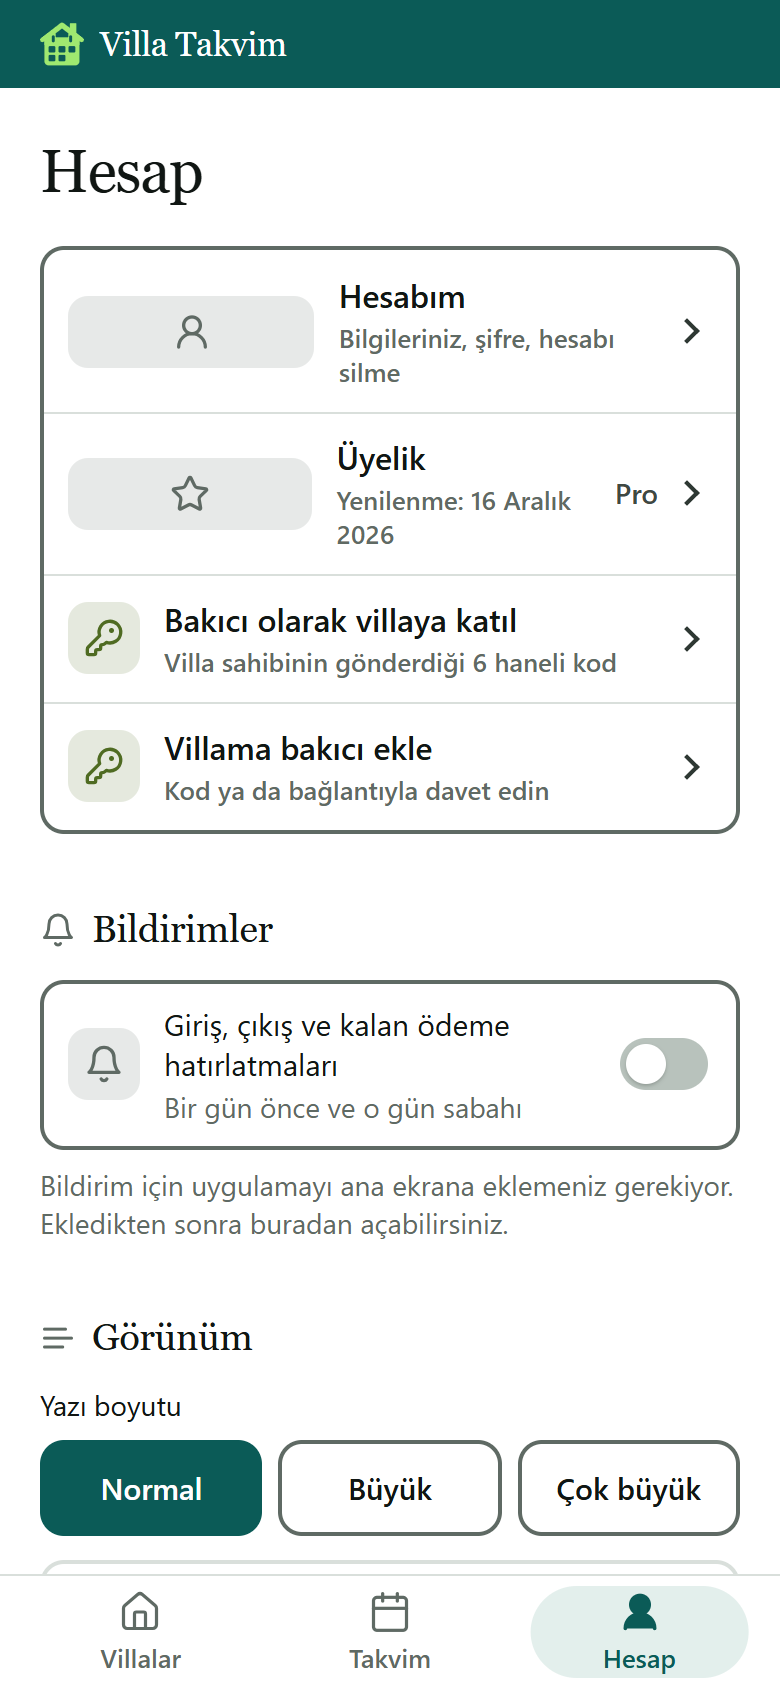 Villa Takvim
Hesap
Hesabım
Bilgileriniz, şifre, hesabı
silme
Üyelik
Yenilenme: 16 Aralık
2026
Pro
Bakıcı olarak villaya katıl
Villa sahibinin gönderdiği 6 haneli kod
Villama bakıcı ekle
Kod ya da bağlantıyla davet edin
Bildirimler
Giriş, çıkış ve kalan ödeme
hatırlatmaları
Bir gün önce ve o gün sabahı
Bildirim için uygulamayı ana ekrana eklemeniz gerekiyor.
Ekledikten sonra buradan açabilirsiniz.
Görünüm
Yazı boyutu
Normal
Büyük
Çok büyük
Villalar
Takvim
Hesap